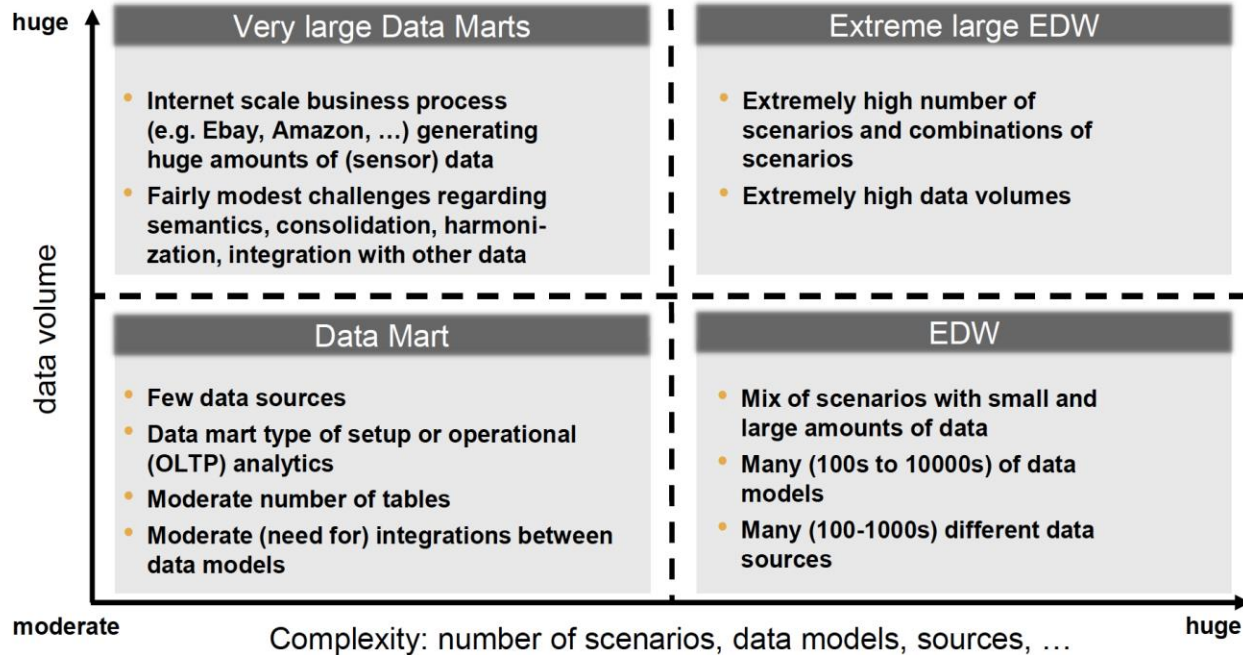 huge
Very large Data Marts
• Internet scale business process
(e.g. Ebay, Amazon, …) generating
huge amounts of (sensor) data
• Fairly modest challenges regarding
semantics, consolidation, harmoni-
zation, integration with other data
Extreme large EDW
• Extremely high number of
scenarios and combinations of
scenarios
• Extremely high data volumes
data volume
Data Mart
• Few data sources
• Data mart type of setup or operational
(OLTP) analytics
• Moderate number of tables
• Moderate (need for) integrations between
data models
EDW
• Mix of scenarios with small and
large amounts of data
• Many (100s to 10000s) of data
models
• Many (100-1000s) different data
sources
moderate
Complexity: number of scenarios, data models, sources, …
huge